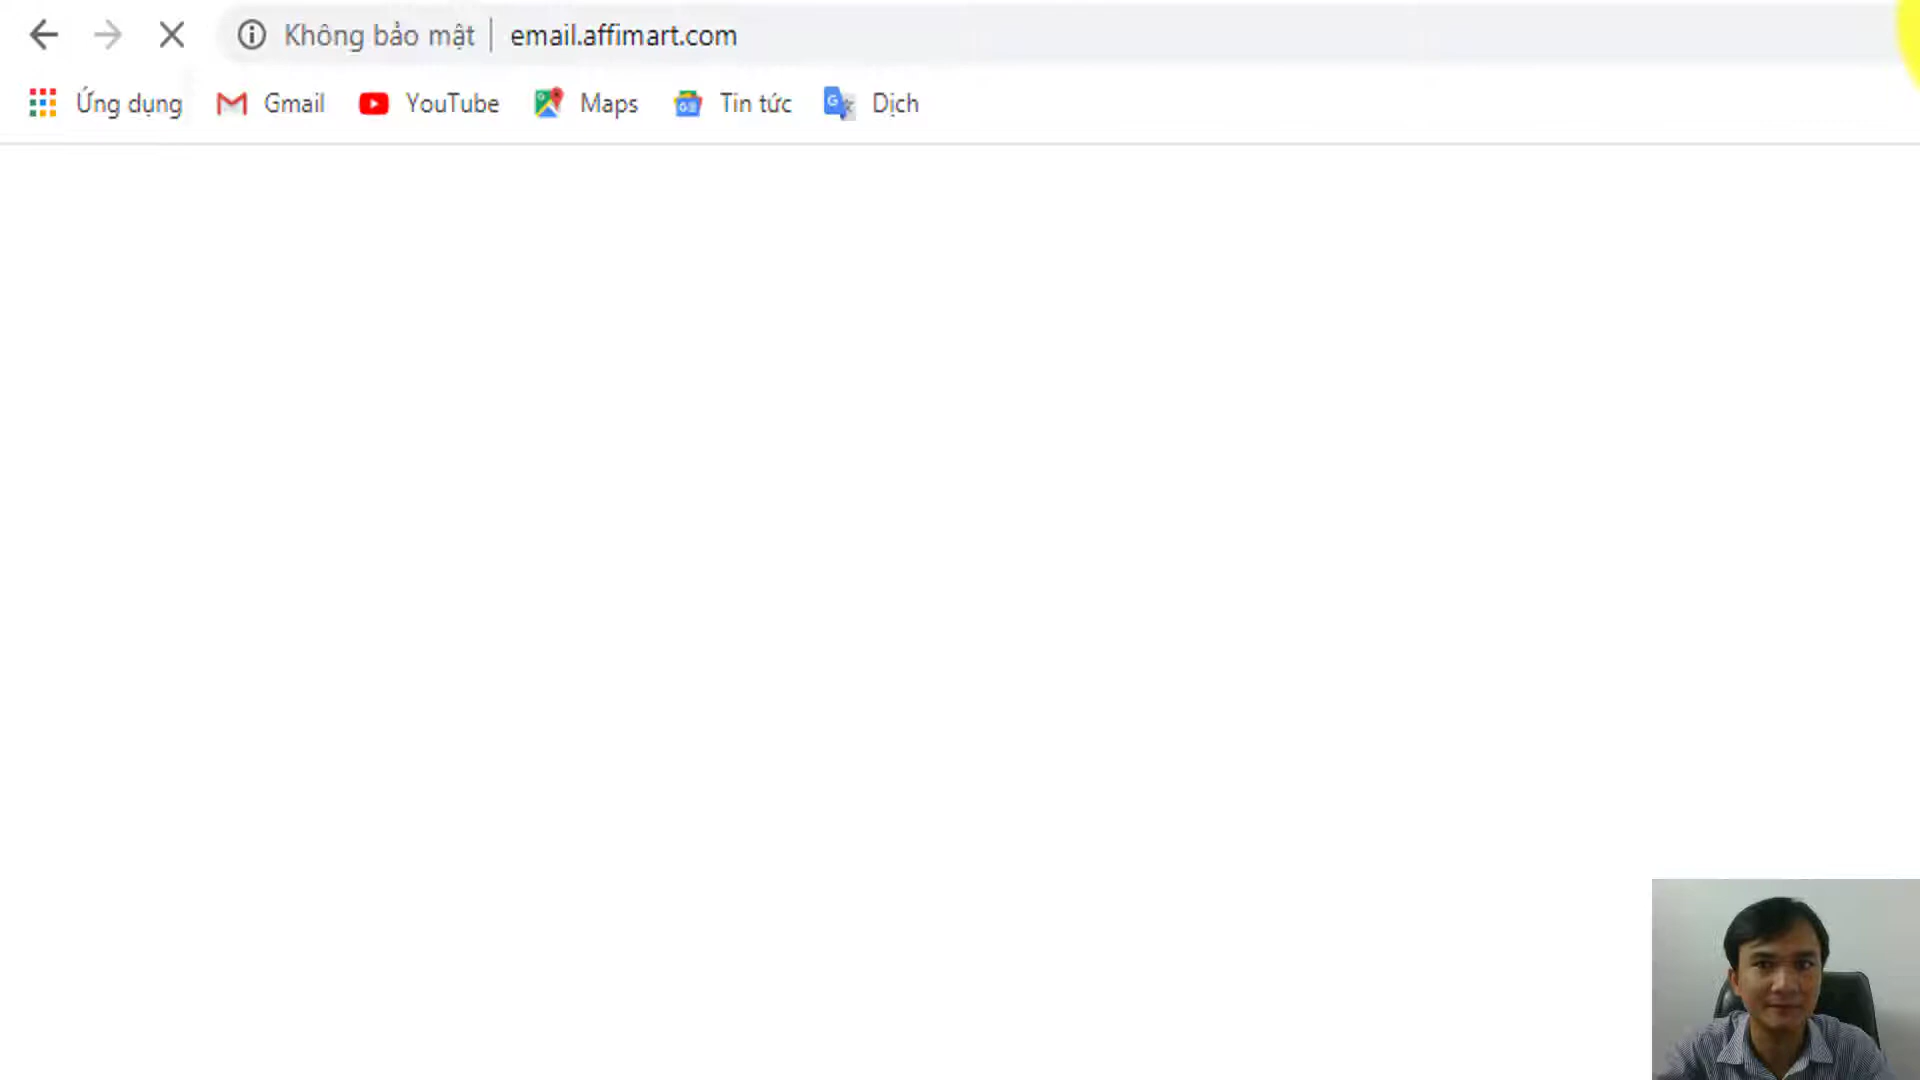 Không bảo mật | email.affimart.com
Ứng dụng Gmail YouTube Maps Tin tức Dịch